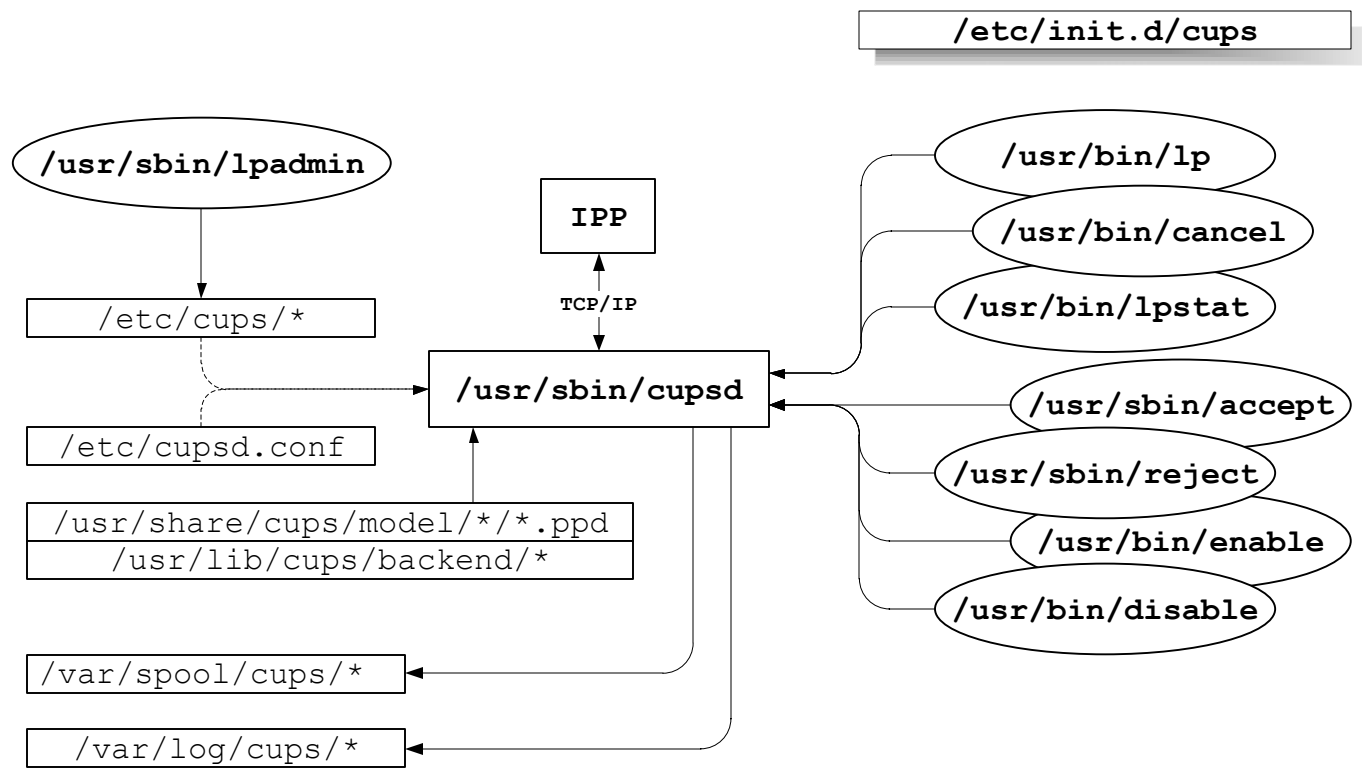 /etc/init.d/cups
/usr/sbin/lpadmin
/usr/bin/lp
IPP
/usr/bin/cancel
TCP/IP
/usr/bin/lpstat
/etc/cups/*
/usr/sbin/cupsd
/usr/sbin/accept
/etc/cupsd.conf
/usr/sbin/reject
/usr/share/cups/model/*/*.ppd
/usr/bin/enable
/usr/lib/cups/backend/*
/usr/bin/disable
/var/spool/cups/*
/var/log/cups/*